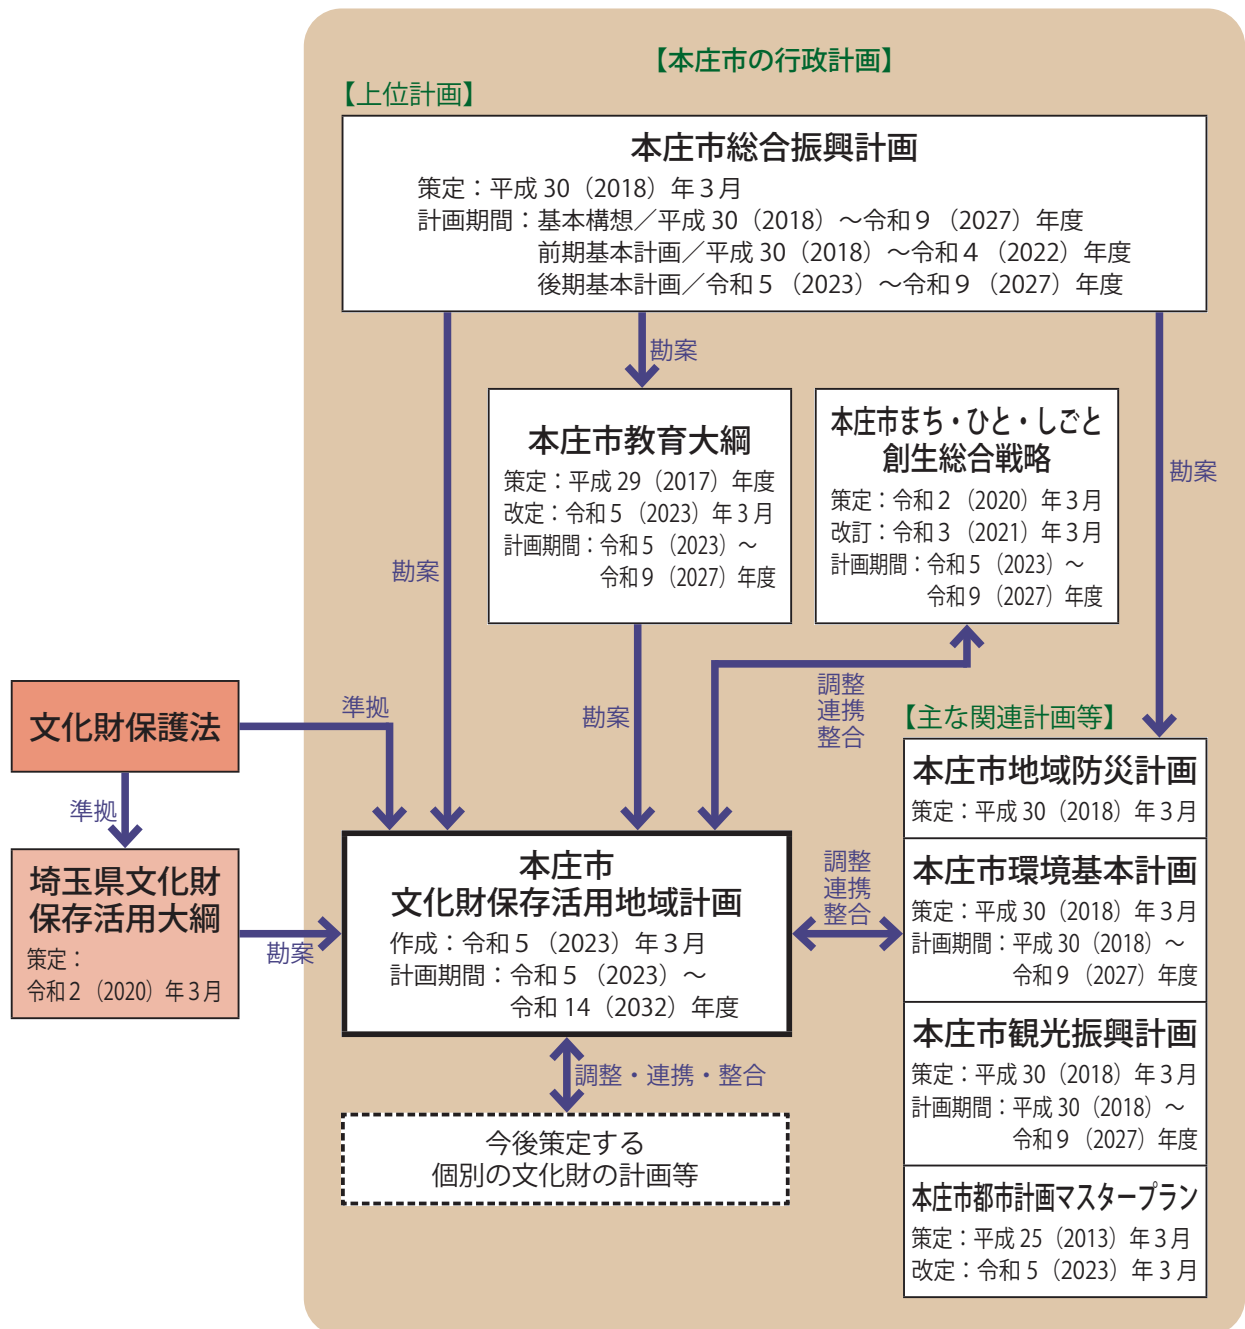 【本庄市の行政計画】
【上位計画】
本庄市総合振興計画
策定：平成 30（2018）年３月
計画期間：基本構想／平成 30（2018）～令和９（2027）年度
前期基本計画／平成 30（2018）～令和４（2022）年度
後期基本計画／令和５（2023）～令和９（2027）年度
勘案
勘案
勘案
本庄市教育大綱
策定：平成 29（2017）年度
改定：令和５（2023）年３月
計画期間：令和５（2023）～
令和９（2027）年度
本庄市まち・ひと・しごと
創生総合戦略
策定：令和２（2020）年３月
改訂：令和３（2021）年３月
計画期間：令和５（2023）～
令和９（2027）年度
勘案
調整
連携
整合
文化財保護法
準拠
準拠
埼玉県文化財
保存活用大綱
策定：
令和２（2020）年３月
勘案
本庄市
文化財保存活用地域計画
作成：令和５（2023）年３月
計画期間：令和５（2023）～
令和 14（2032）年度
調整
連携
整合
調整・連携・整合
今後策定する
個別の文化財の計画等
【主な関連計画等】
本庄市地域防災計画
策定：平成 30（2018）年３月
本庄市環境基本計画
策定：平成 30（2018）年３月
計画期間：平成 30（2018）～
令和９（2027）年度
本庄市観光振興計画
策定：平成 30（2018）年３月
計画期間：平成 30（2018）～
令和９（2027）年度
本庄市都市計画マスタープラン
策定：平成 25（2013）年３月
改定：令和５（2023）年３月